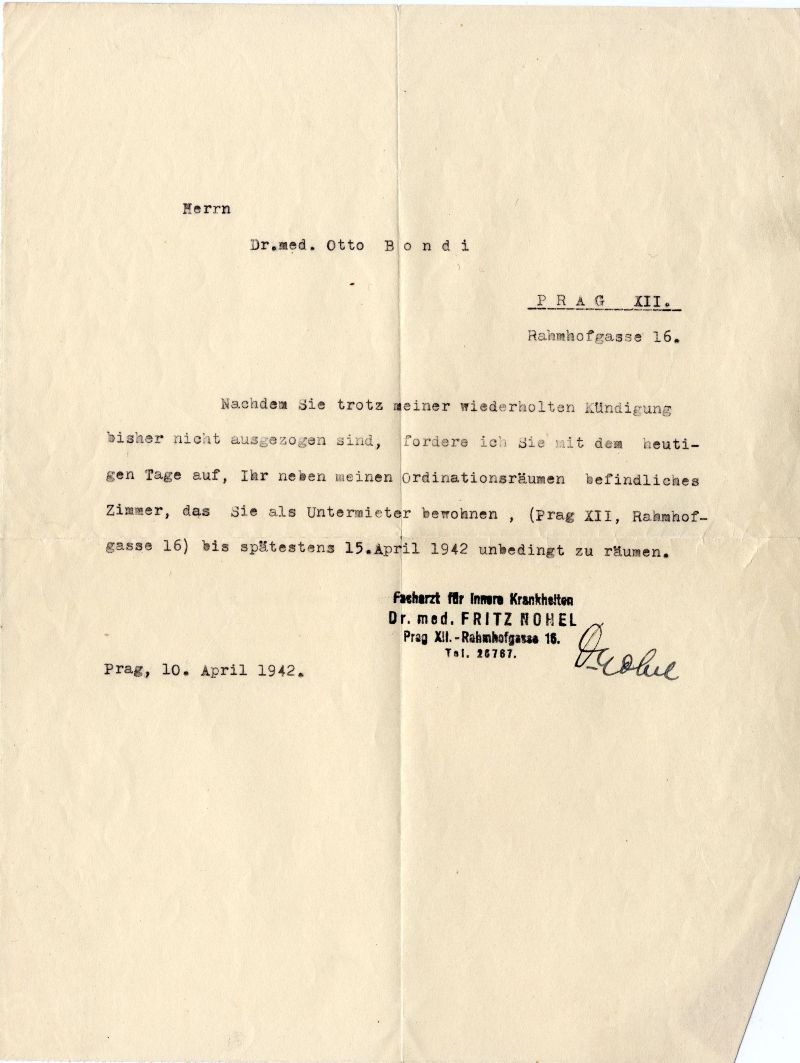 Herrn
Dr.med. Otto B o n d i
P R A G XII.
Rahmhofgasse 16.
Nachdem Sie trotz meiner wiederholten Kündigung
bisher nicht ausgezogen sind, fordere ich Sie mit dem heuti-
gen Tage auf, Ihr neben meinen Ordinationsräumen befindliches
Zimmer, das Sie als Untermieter bewohnen , (Prag XII, Rahmhof-
gasse 16) bis spätestens 15.April 1942 unbedingt zu räumen.
Facharzt für Innere Krankheiten
Dr. med. FRITZ NOHEL
Prag XII.-Rahmhofgasse 16.
Tel. 26767.
Dr Nohel
Prag, 10. April 1942.